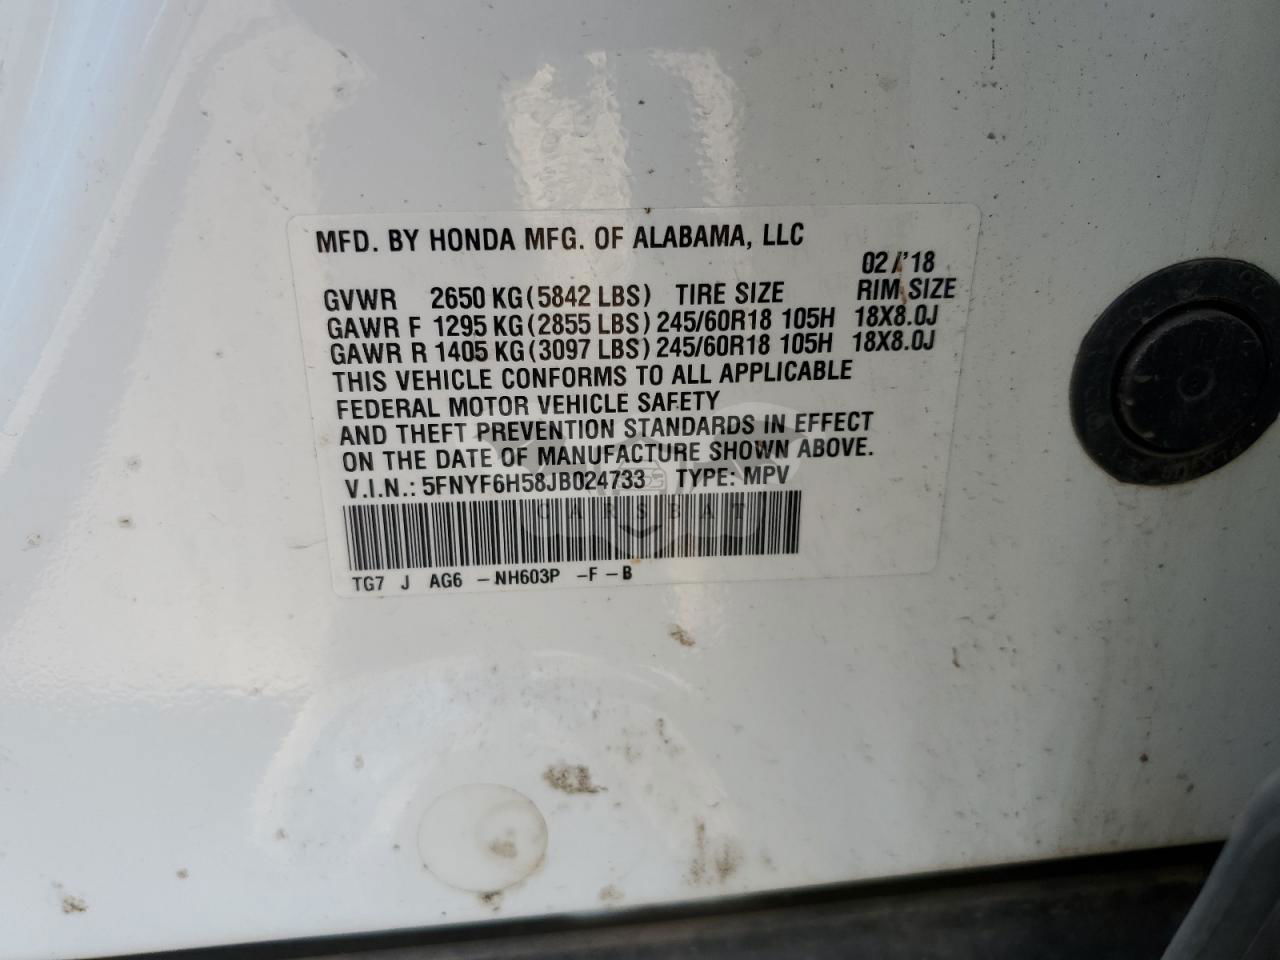 MFD. BY HONDA MFG. OF ALABAMA, LLC
02/'18
GVWR 2650 KG (5842 LBS) TIRE SIZE RIM SIZE
GAWR F 1295 KG (2855 LBS) 245/60R18 105H 18X8.0J
GAWR R 1405 KG (3097 LBS) 245/60R18 105H 18X8.0J
THIS VEHICLE CONFORMS TO ALL APPLICABLE
FEDERAL MOTOR VEHICLE SAFETY
AND THEFT PREVENTION STANDARDS IN EFFECT
ON THE DATE OF MANUFACTURE SHOWN ABOVE.
V.I.N.: 5FNYF6H58JB024733 TYPE: MPV
CARSBAT
TG7 J AG6 -NH603P -F-B